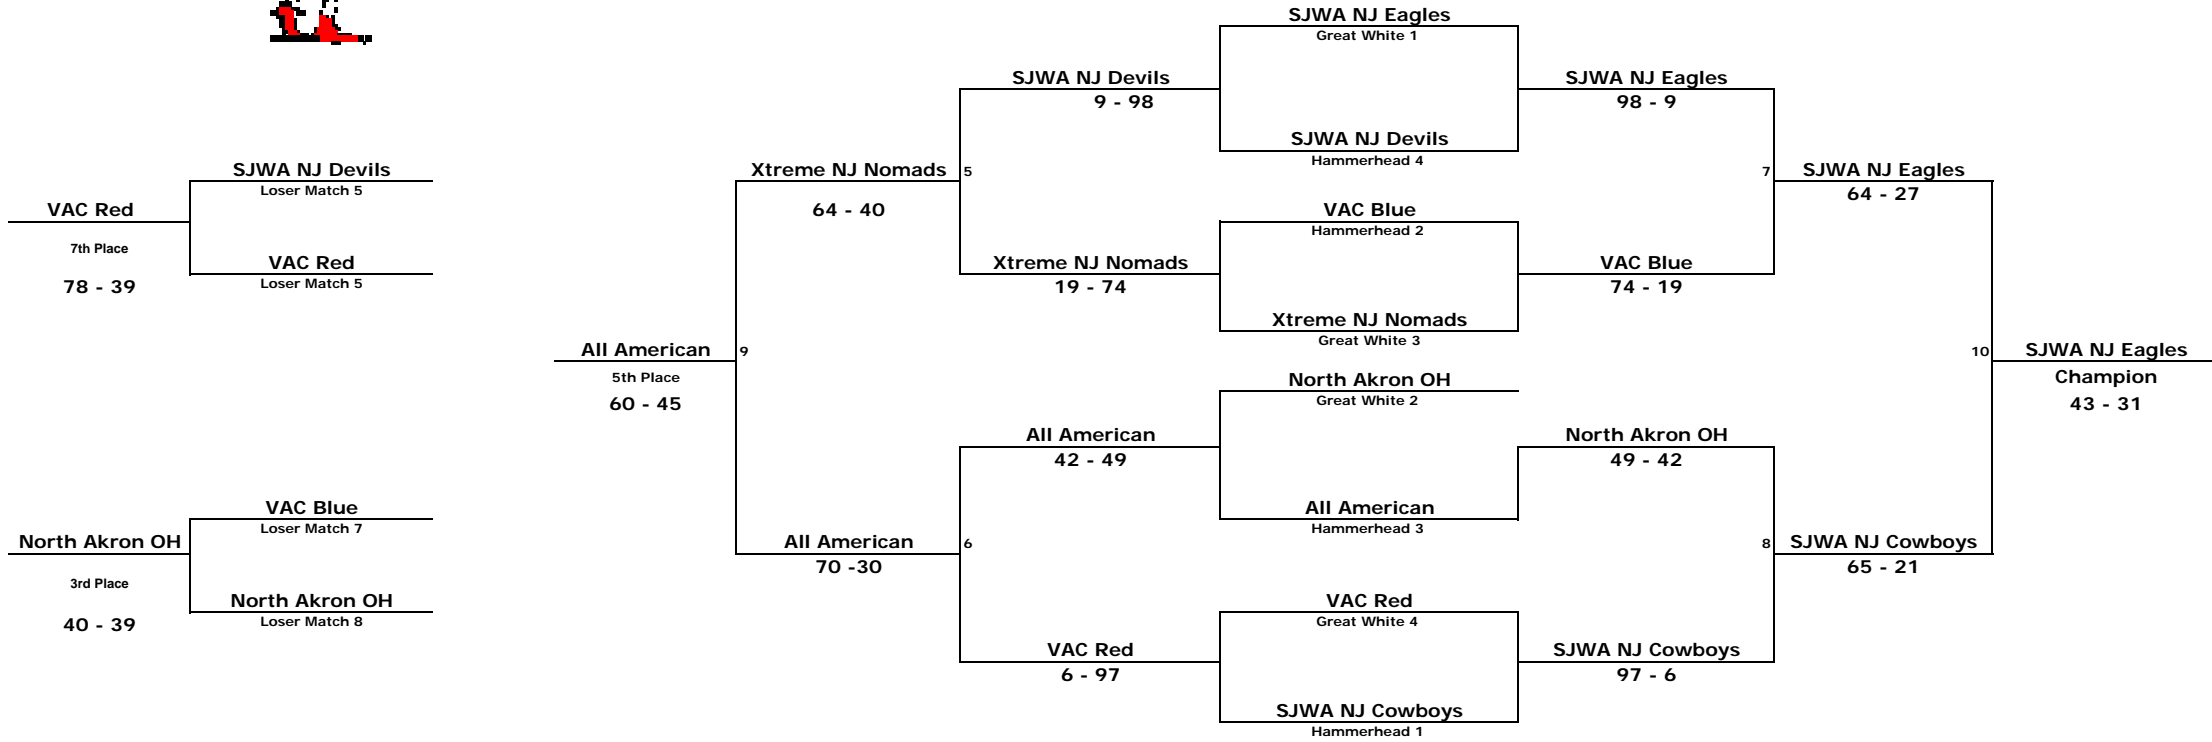 SJWA NJ Eagles
Great White 1
SJWA NJ Devils
9 - 98
SJWA NJ Eagles
98 - 9
SJWA NJ Devils
Hammerhead 4
SJWA NJ Devils
Loser Match 5
Xtreme NJ Nomads
5
7
SJWA NJ Eagles
64 - 27
VAC Red
64 - 40
VAC Blue
Hammerhead 2
7th Place
VAC Red
Loser Match 5
78 - 39
Xtreme NJ Nomads
19 - 74
VAC Blue
74 - 19
Xtreme NJ Nomads
Great White 3
All American
9
5th Place
60 - 45
10
SJWA NJ Eagles
Champion
43 - 31
North Akron OH
Great White 2
All American
42 - 49
North Akron OH
49 - 42
VAC Blue
Loser Match 7
All American
Hammerhead 3
North Akron OH
3rd Place
40 - 39
All American
6
70 -30
8
SJWA NJ Cowboys
65 - 21
North Akron OH
Loser Match 8
VAC Red
Great White 4
VAC Red
6 - 97
SJWA NJ Cowboys
97 - 6
SJWA NJ Cowboys
Hammerhead 1